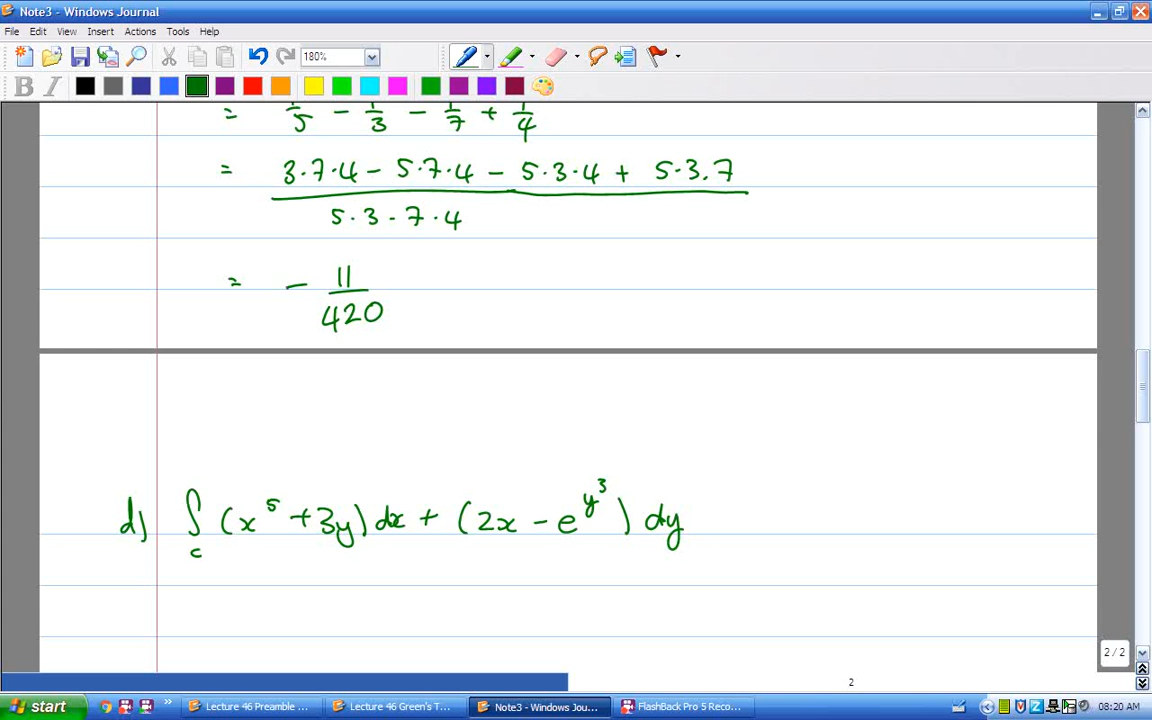 Note3 - Windows Journal
File Edit View Insert Actions Tools Help
180%
B I
= 1/5 - 1/3 - 1/7 + 1/4
= 3·7·4 - 5·7·4 - 5·3·4 + 5·3·7
5·3·7·4
= - 11/420
d) ∫c (x⁵ + 3y) dx + (2x - e^(y³)) dy
2 / 2
2
start Lecture 46 Preamble ... Lecture 46 Green's T... Note3 - Windows Jou... FlashBack Pro 5 Reco... 08:20 AM